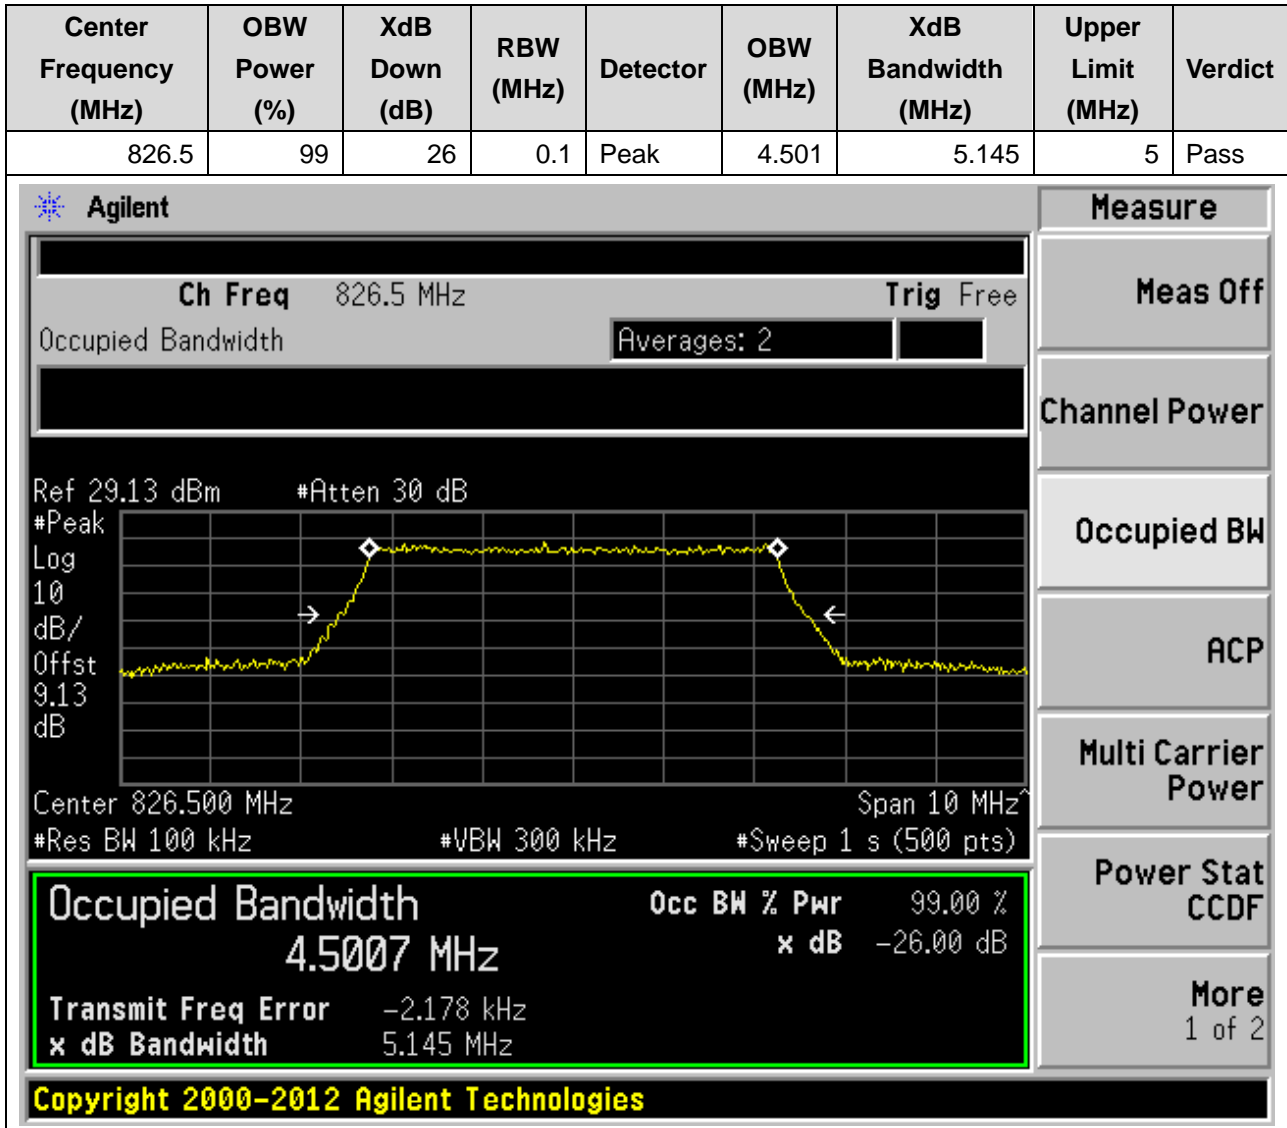 Center Frequency (MHz) OBW Power (%) XdB Down (dB) RBW (MHz) Detector OBW (MHz) XdB Bandwidth (MHz) Upper Limit (MHz) Verdict
826.5 99 26 0.1 Peak 4.501 5.145 5 Pass
Agilent
Measure
Ch Freq 826.5 MHz Trig Free
Occupied Bandwidth Averages: 2
Meas Off
Channel Power
Occupied BW
ACP
Multi Carrier
Power
Power Stat
CCDF
More
1 of 2
Ref 29.13 dBm #Atten 30 dB
#Peak
Log
10
dB/
Offst
9.13
dB
Center 826.500 MHz Span 10 MHz^
#Res BW 100 kHz #VBW 300 kHz #Sweep 1 s (500 pts)
Occupied Bandwidth Occ BW % Pwr 99.00 %
4.5007 MHz x dB -26.00 dB
Transmit Freq Error -2.178 kHz
x dB Bandwidth 5.145 MHz
Copyright 2000-2012 Agilent Technologies